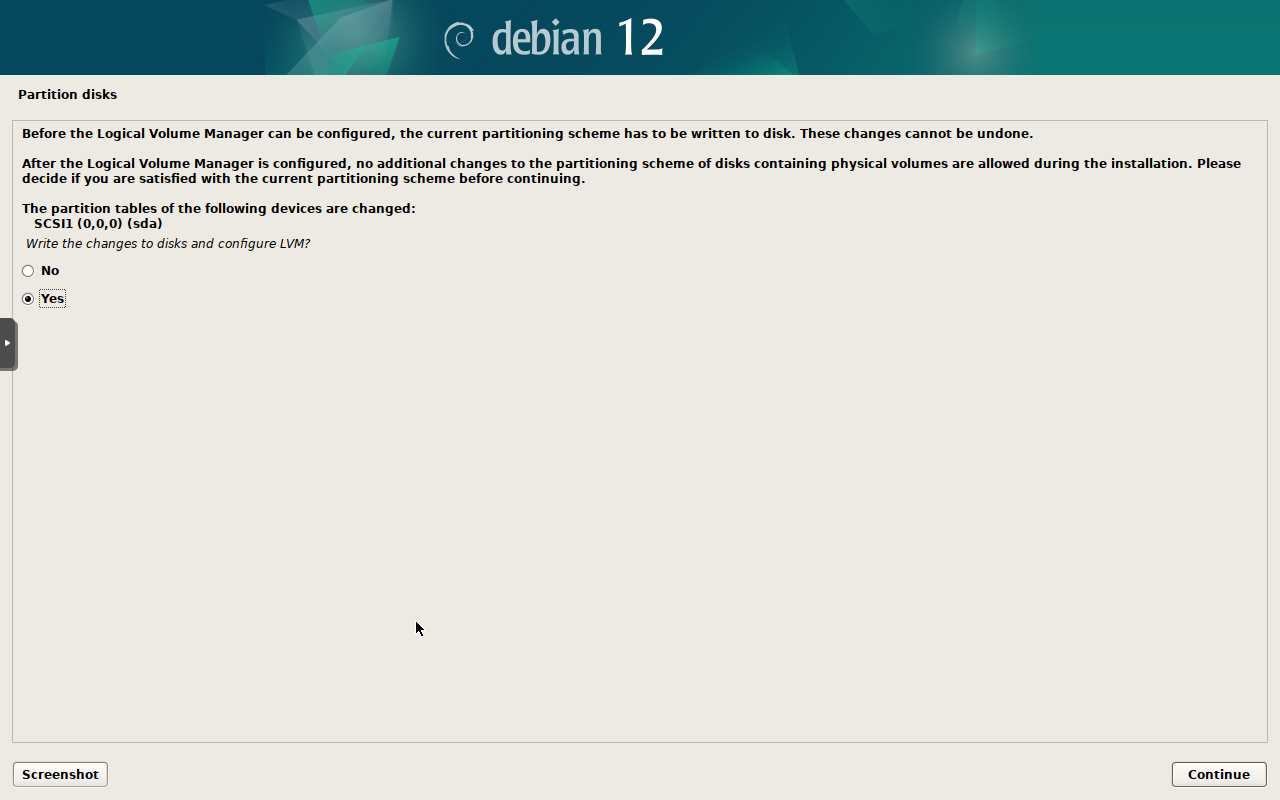 debian 12
Partition disks
Before the Logical Volume Manager can be configured, the current partitioning scheme has to be written to disk. These changes cannot be undone.
After the Logical Volume Manager is configured, no additional changes to the partitioning scheme of disks containing physical volumes are allowed during the installation. Please
decide if you are satisfied with the current partitioning scheme before continuing.
The partition tables of the following devices are changed:
SCSI1 (0,0,0) (sda)
Write the changes to disks and configure LVM?
No
Yes
Screenshot
Continue